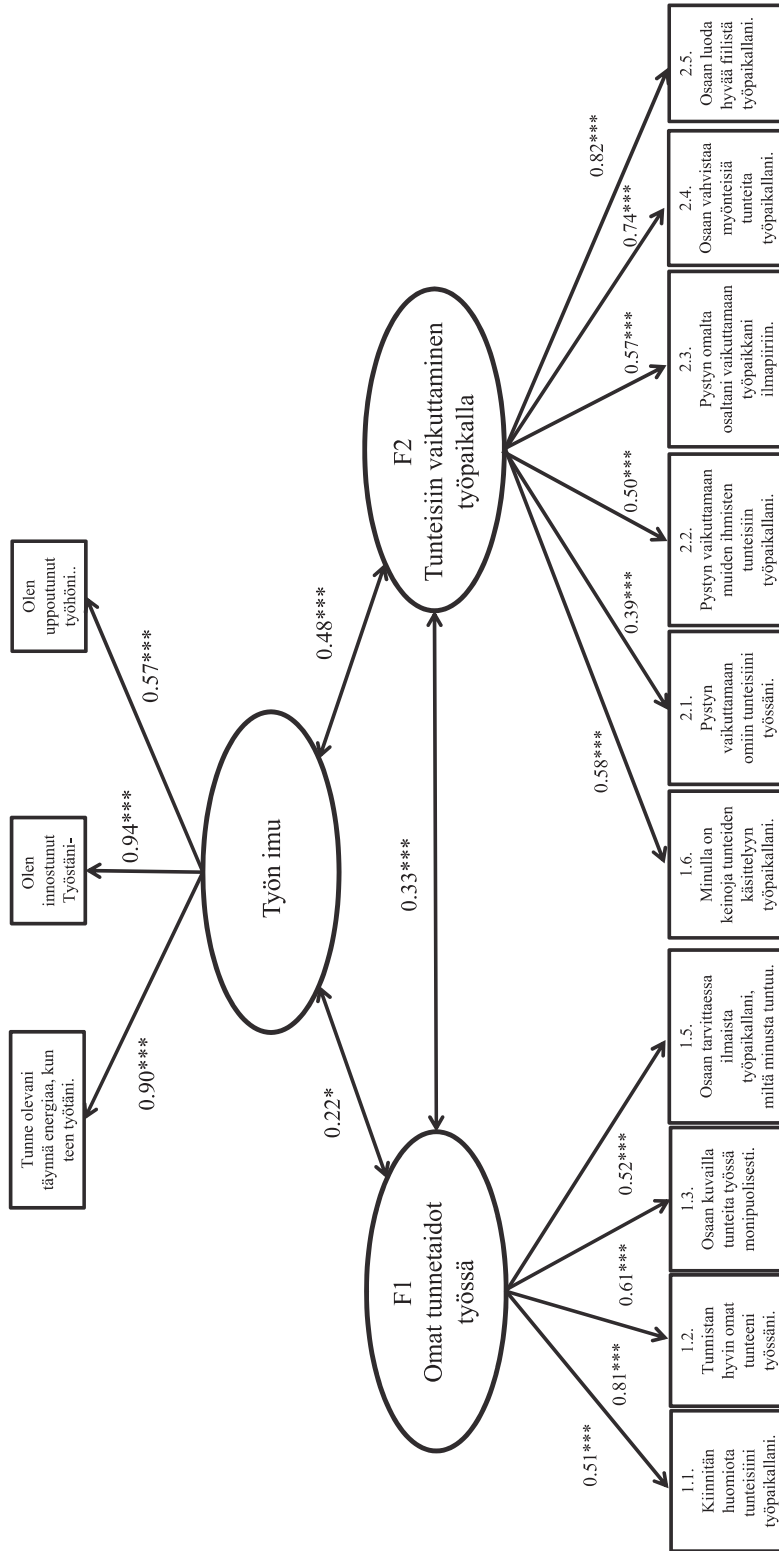 Tunne olevani
täynnä energiaa, kun
teen työtäni.
Olen
innostunut
Työstäni-
Olen
uppoutunut
työhöni..
0.90***
0.94***
0.57***
Työn imu
0.22*
0.48***
0.33***
F1
Omat tunnetaidot
työssä
F2
Tunteisiin vaikuttaminen
työpaikalla
0.51***
0.81***
0.61***
0.52***
0.58***
0.39***
0.50***
0.57***
0.74***
0.82***
1.1.
Kiinnitän
huomiota
tunteisiini
työpaikallani.
1.2.
Tunnistan
hyvin omat
tunteeni
työssäni.
1.3.
Osaan kuvailla
tunteita työssä
monipuolisesti.
1.5.
Osaan tarvittaessa
ilmaista
työpaikallani,
miltä minusta tuntuu.
1.6.
Minulla on
keinoja tunteiden
käsittelyyn
työpaikallani.
2.1.
Pystyn
vaikuttamaan
omiin tunteisiini
työssäni.
2.2.
Pystyn vaikuttamaan
muiden ihmisten
tunteisiin
työpaikallani.
2.3.
Pystyn omalta
osaltani vaikuttamaan
työpaikkani
ilmapiiriin.
2.4.
Osaan vahvistaa
myönteisiä
tunteita
työpaikallani.
2.5.
Osaan luoda
hyvää fiilistä
työpaikallani.